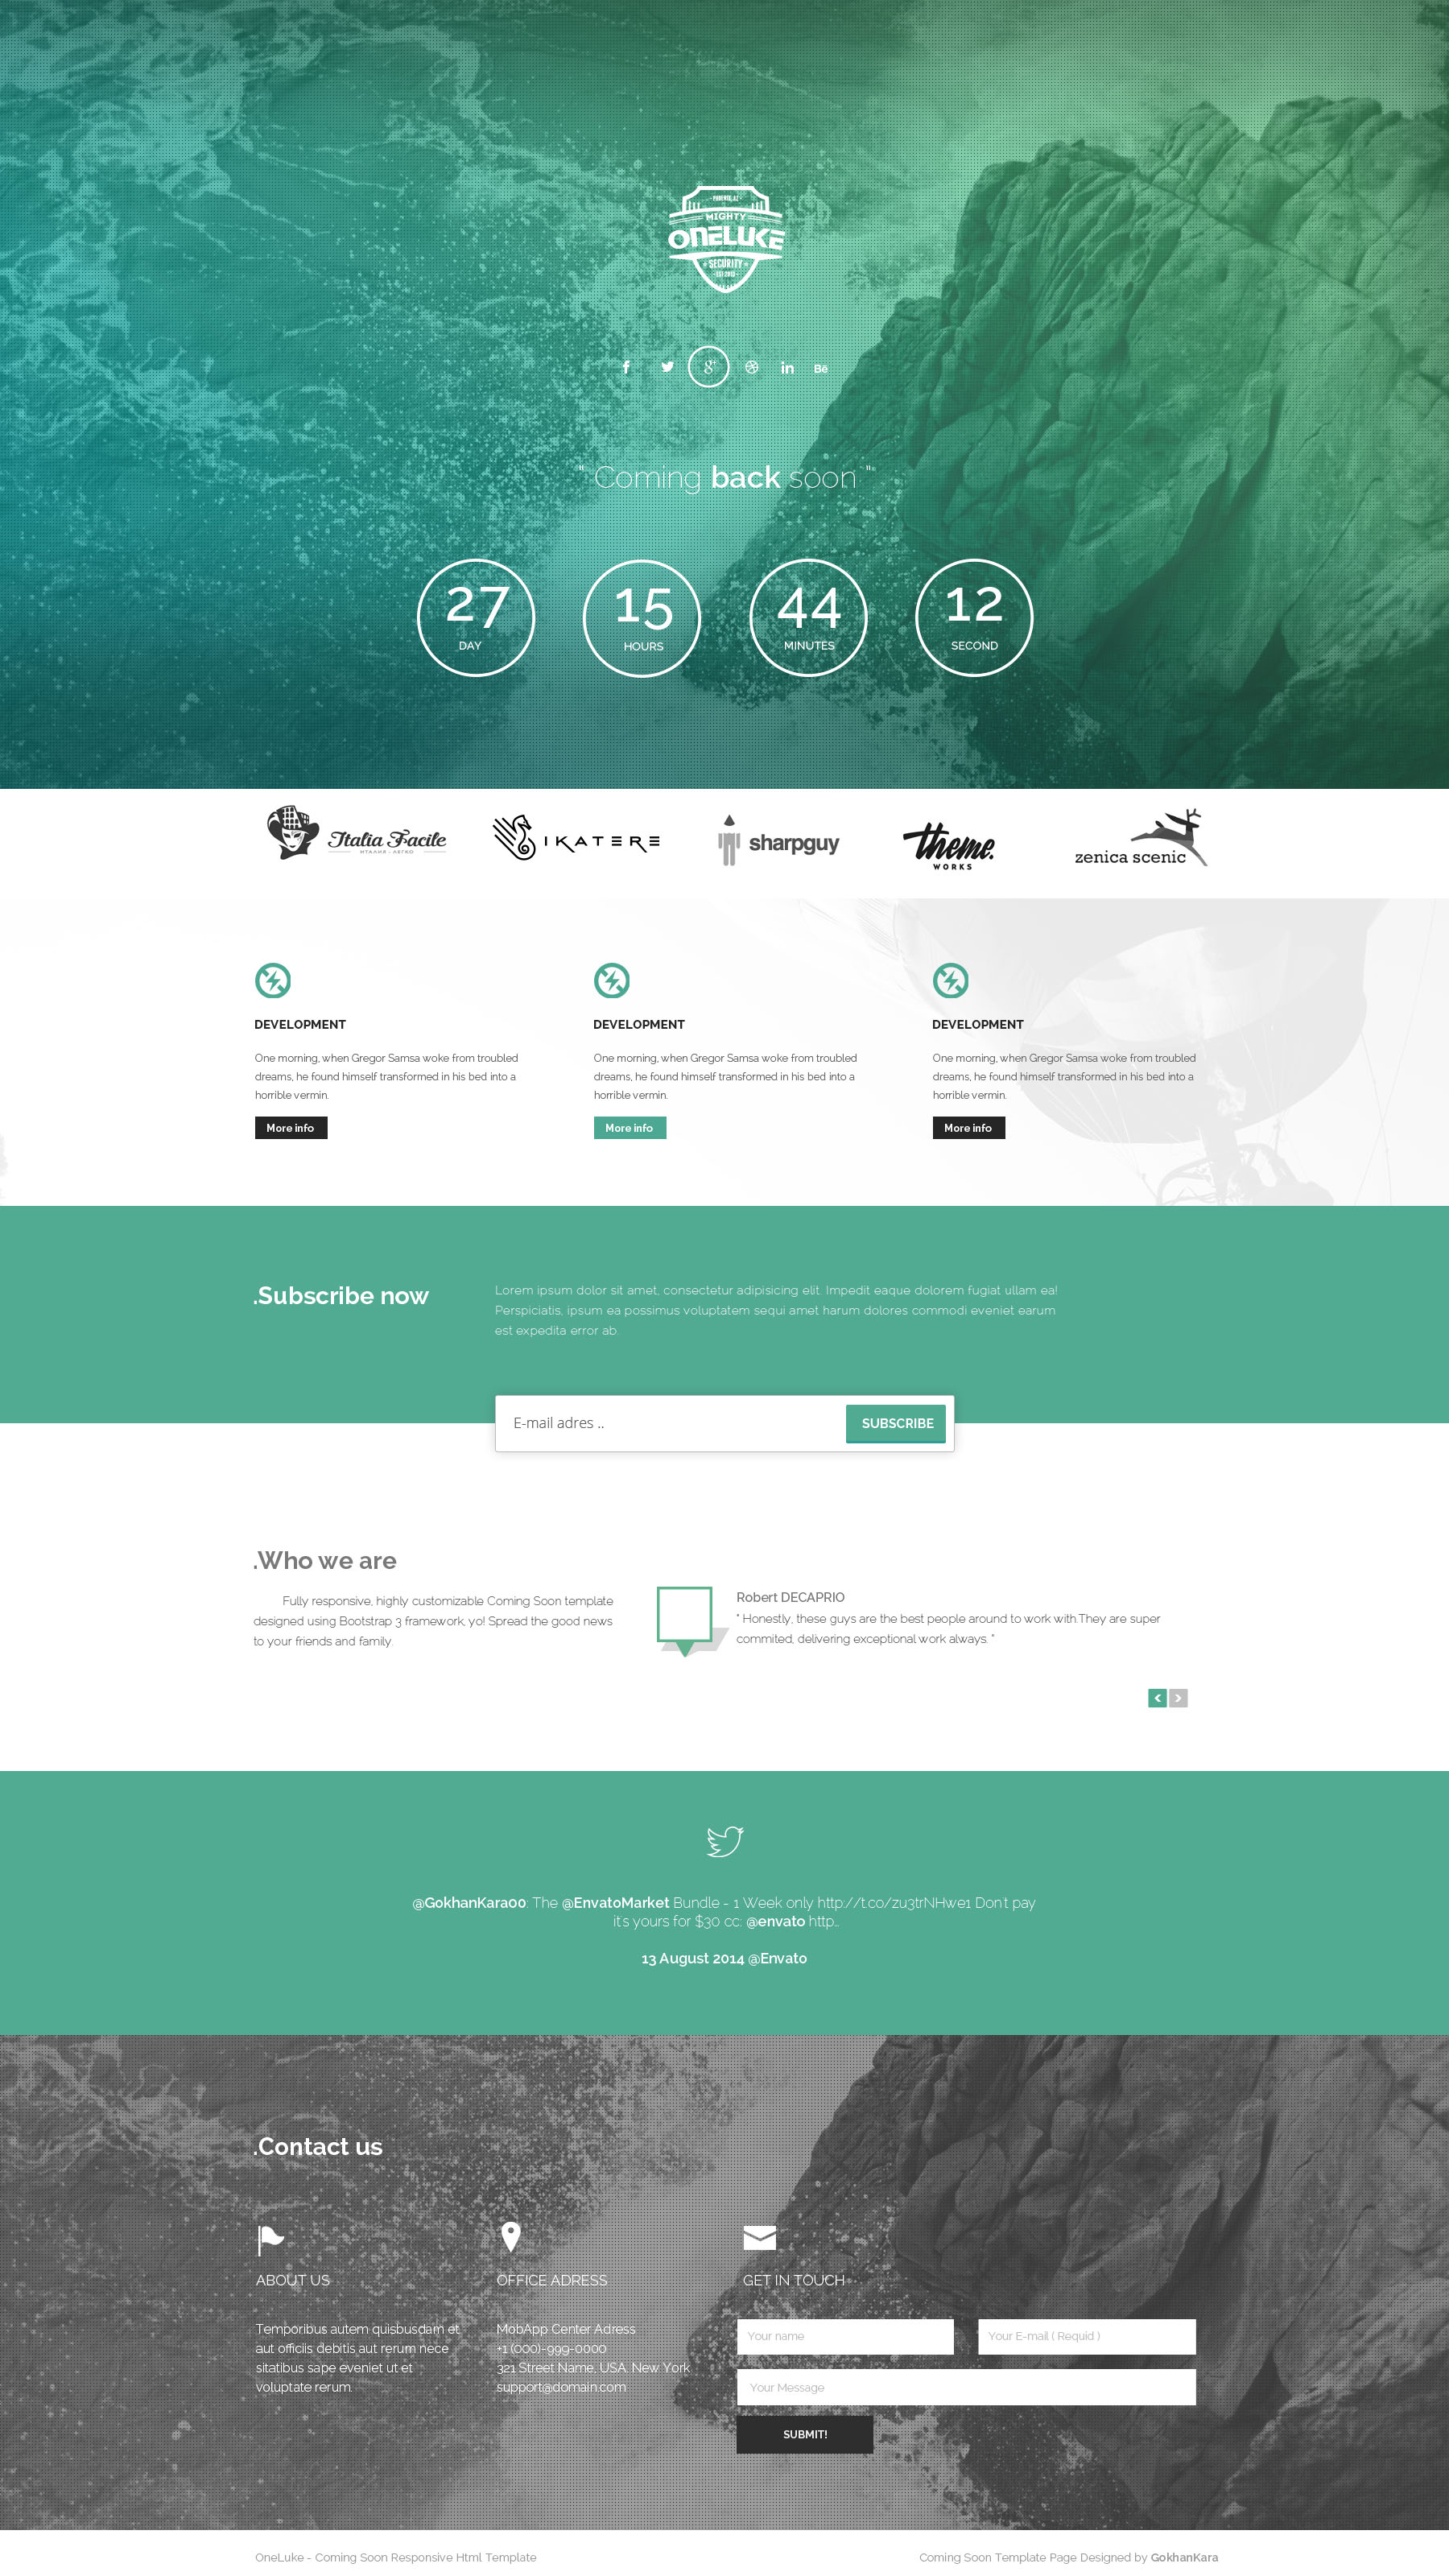 PHOENIX, AZ
MIGHTY
ONELUKE
SECURITY
EST 2013
Bē
" Coming back soon "
27
DAY
15
HOURS
44
MINUTES
12
SECOND
Italia Facile
ИТАЛИЯ - ЛЕГКО
IKATERE
sharpguy
theme.
WORKS
zenica scenic
DEVELOPMENT
One morning, when Gregor Samsa woke from troubled
dreams, he found himself transformed in his bed into a
horrible vermin.
More info
DEVELOPMENT
One morning, when Gregor Samsa woke from troubled
dreams, he found himself transformed in his bed into a
horrible vermin.
More info
DEVELOPMENT
One morning, when Gregor Samsa woke from troubled
dreams, he found himself transformed in his bed into a
horrible vermin.
More info
.Subscribe now
Lorem ipsum dolor sit amet, consectetur adipisicing elit. Impedit eaque dolorem fugiat ullam ea!
Perspiciatis, ipsum ea possimus voluptatem sequi amet harum dolores commodi eveniet earum
est expedita error ab.
E-mail adres ..
SUBSCRIBE
.Who we are
Fully responsive, highly customizable Coming Soon template
designed using Bootstrap 3 framework, yo! Spread the good news
to your friends and family.
Robert DECAPRIO
" Honestly, these guys are the best people around to work with.They are super
commited, delivering exceptional work always. "
@GokhanKara00: The @EnvatoMarket Bundle - 1 Week only http://t.co/zu3trNHwe1 Don't pay
it's yours for $30 cc: @envato http...
13 August 2014 @Envato
.Contact us
ABOUT US
Temporibus autem quisbusdam et
aut officiis debitis aut rerum nece
sitatibus sape eveniet ut et
voluptate rerum.
OFFICE ADRESS
MobApp Center Adress
+1 (000)-999-0000
321 Street Name, USA. New York
support@domain.com
GET IN TOUCH
Your name
Your E-mail ( Requid )
Your Message
SUBMIT!
OneLuke - Coming Soon Responsive Html Template
Coming Soon Template Page Designed by GokhanKara